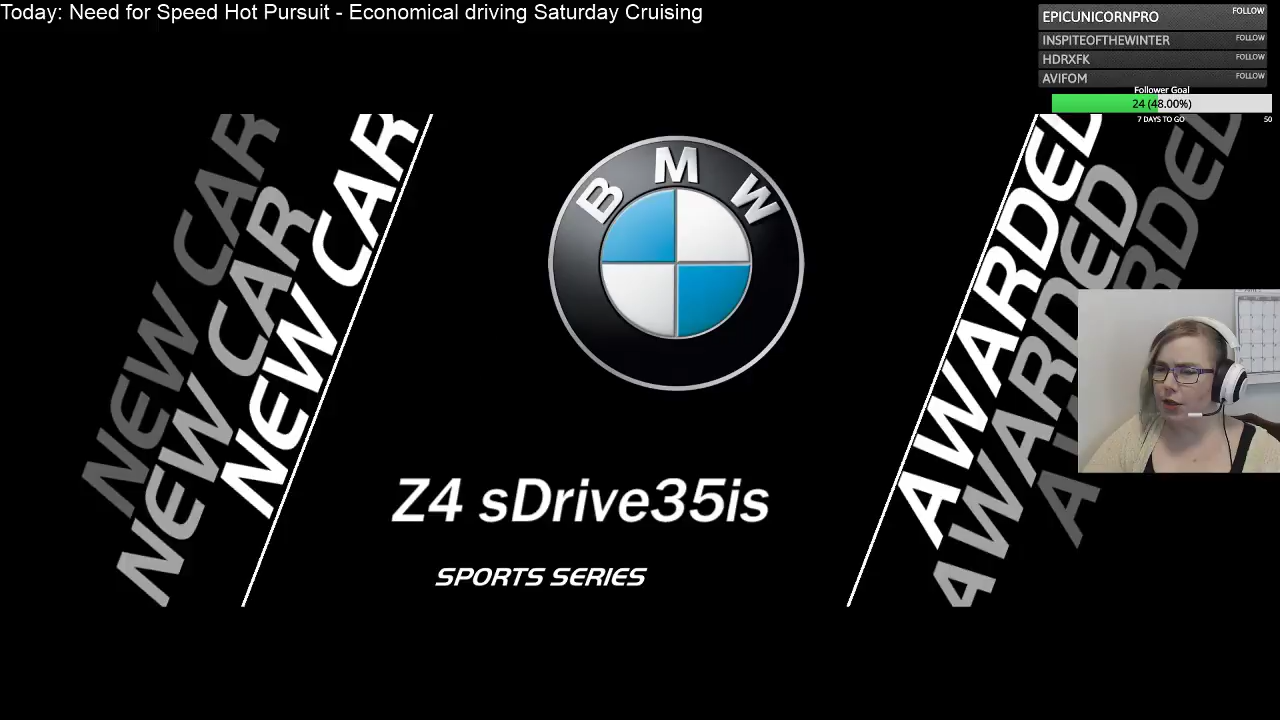 Today: Need for Speed Hot Pursuit - Economical driving Saturday Cruising
EPICUNICORNPRO FOLLOW
INSPITEOFTHEWINTER FOLLOW
HDRXFK FOLLOW
AVIFOM FOLLOW
Follower Goal
24 (48.00%)
7 DAYS TO GO 50
NEW CAR
NEW CAR
NEW CAR
BMW
AWARDED
AWARDED
AWARDED
Z4 sDrive35is
SPORTS SERIES